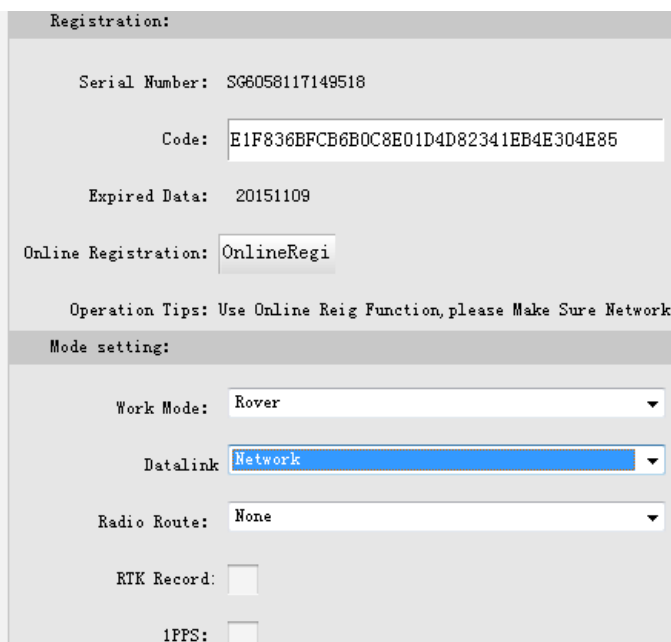 Registration:
Serial Number: SG6058117149518
Code: E1F836BFCB6B0C8E01D4D82341EB4E304E85
Expired Data: 20151109
Online Registration: OnlineRegi
Operation Tips: Use Online Reig Function,please Make Sure Network
Mode setting:
Work Mode: Rover
Datalink Network
Radio Route: None
RTK Record:
1PPS: